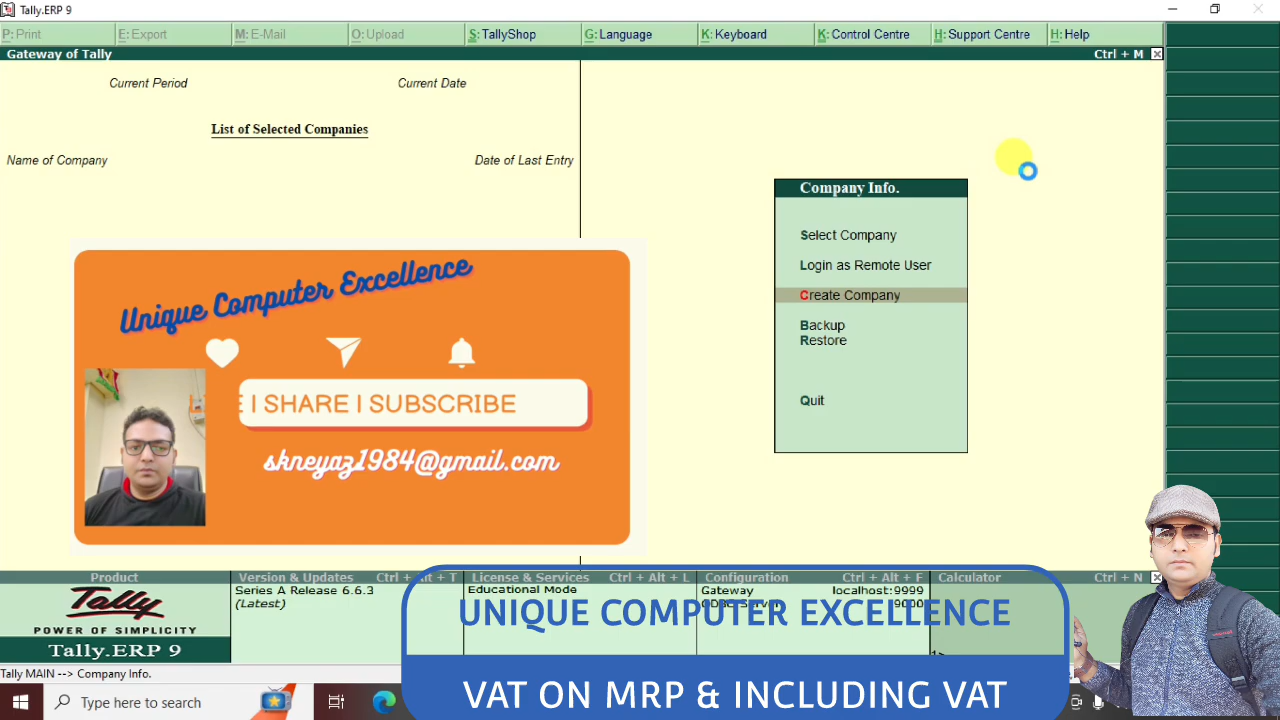 Tally.ERP 9
P: Print
E: Export
M: E-Mail
O: Upload
S: TallyShop
G: Language
K: Keyboard
K: Control Centre
H: Support Centre
H: Help
Gateway of Tally
Ctrl + M
Current Period
Current Date
List of Selected Companies
Name of Company
Date of Last Entry
Company Info.
Select Company
Login as Remote User
Create Company
Backup
Restore
Quit
Unique Computer Excellence
E I SHARE I SUBSCRIBE
skneyaz1984@gmail.com
Product
Version & Updates
Ctrl + Alt + T
License & Services
Ctrl + Alt + L
Configuration
Ctrl + Alt + F
Calculator
Ctrl + N
Tally
POWER OF SIMPLICITY
Tally.ERP 9
Series A Release 6.6.3
(Latest)
Educational Mode
Gateway
localhost:9999
ODBC Server
9000
1>
UNIQUE COMPUTER EXCELLENCE
VAT ON MRP & INCLUDING VAT
Tally MAIN --> Company Info.
Type here to search